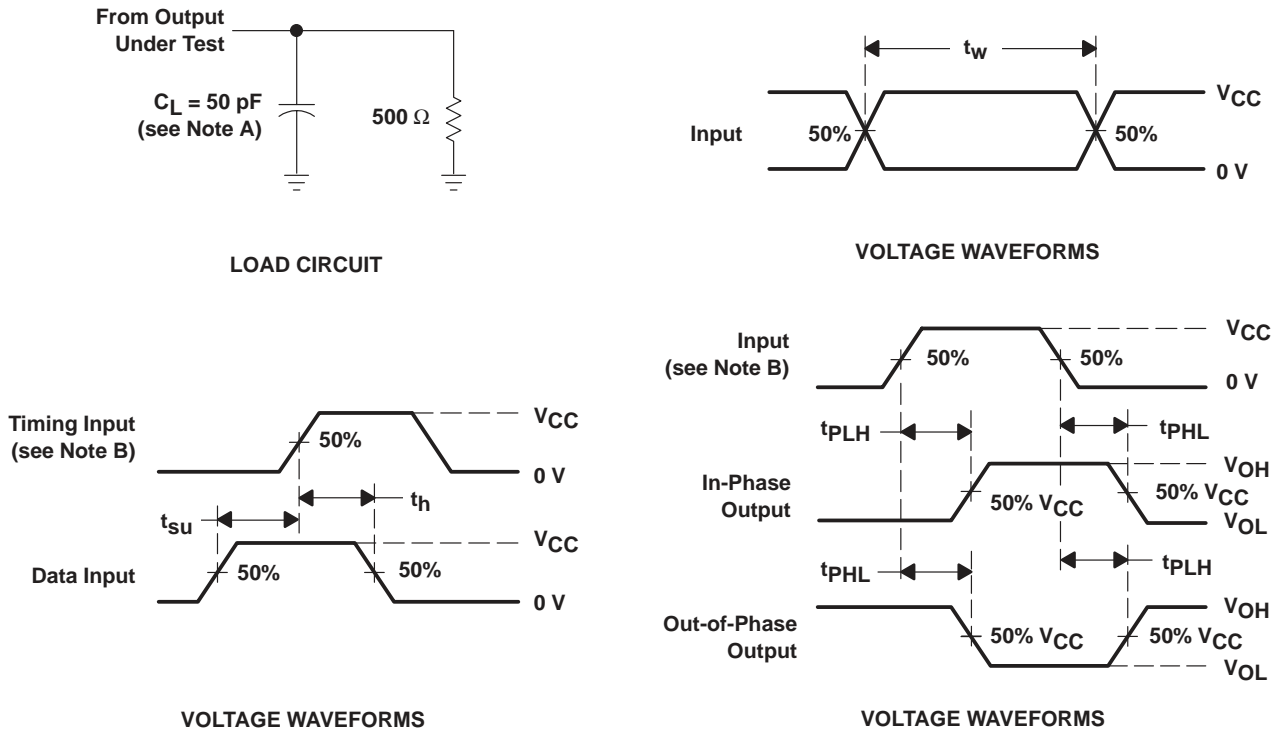 From Output
Under Test
CL = 50 pF
(see Note A)
500 Ω
LOAD CIRCUIT
tw
Input
50%
50%
VCC
0 V
VOLTAGE WAVEFORMS
Timing Input
(see Note B)
50%
VCC
0 V
th
tsu
Data Input
50%
50%
VCC
0 V
VOLTAGE WAVEFORMS
Input
(see Note B)
50%
50%
VCC
0 V
tPLH
tPHL
In-Phase
Output
50% VCC
VOH
50% VCC
VOL
tPHL
tPLH
Out-of-Phase
Output
50% VCC
VOH
50% VCC
VOL
VOLTAGE WAVEFORMS